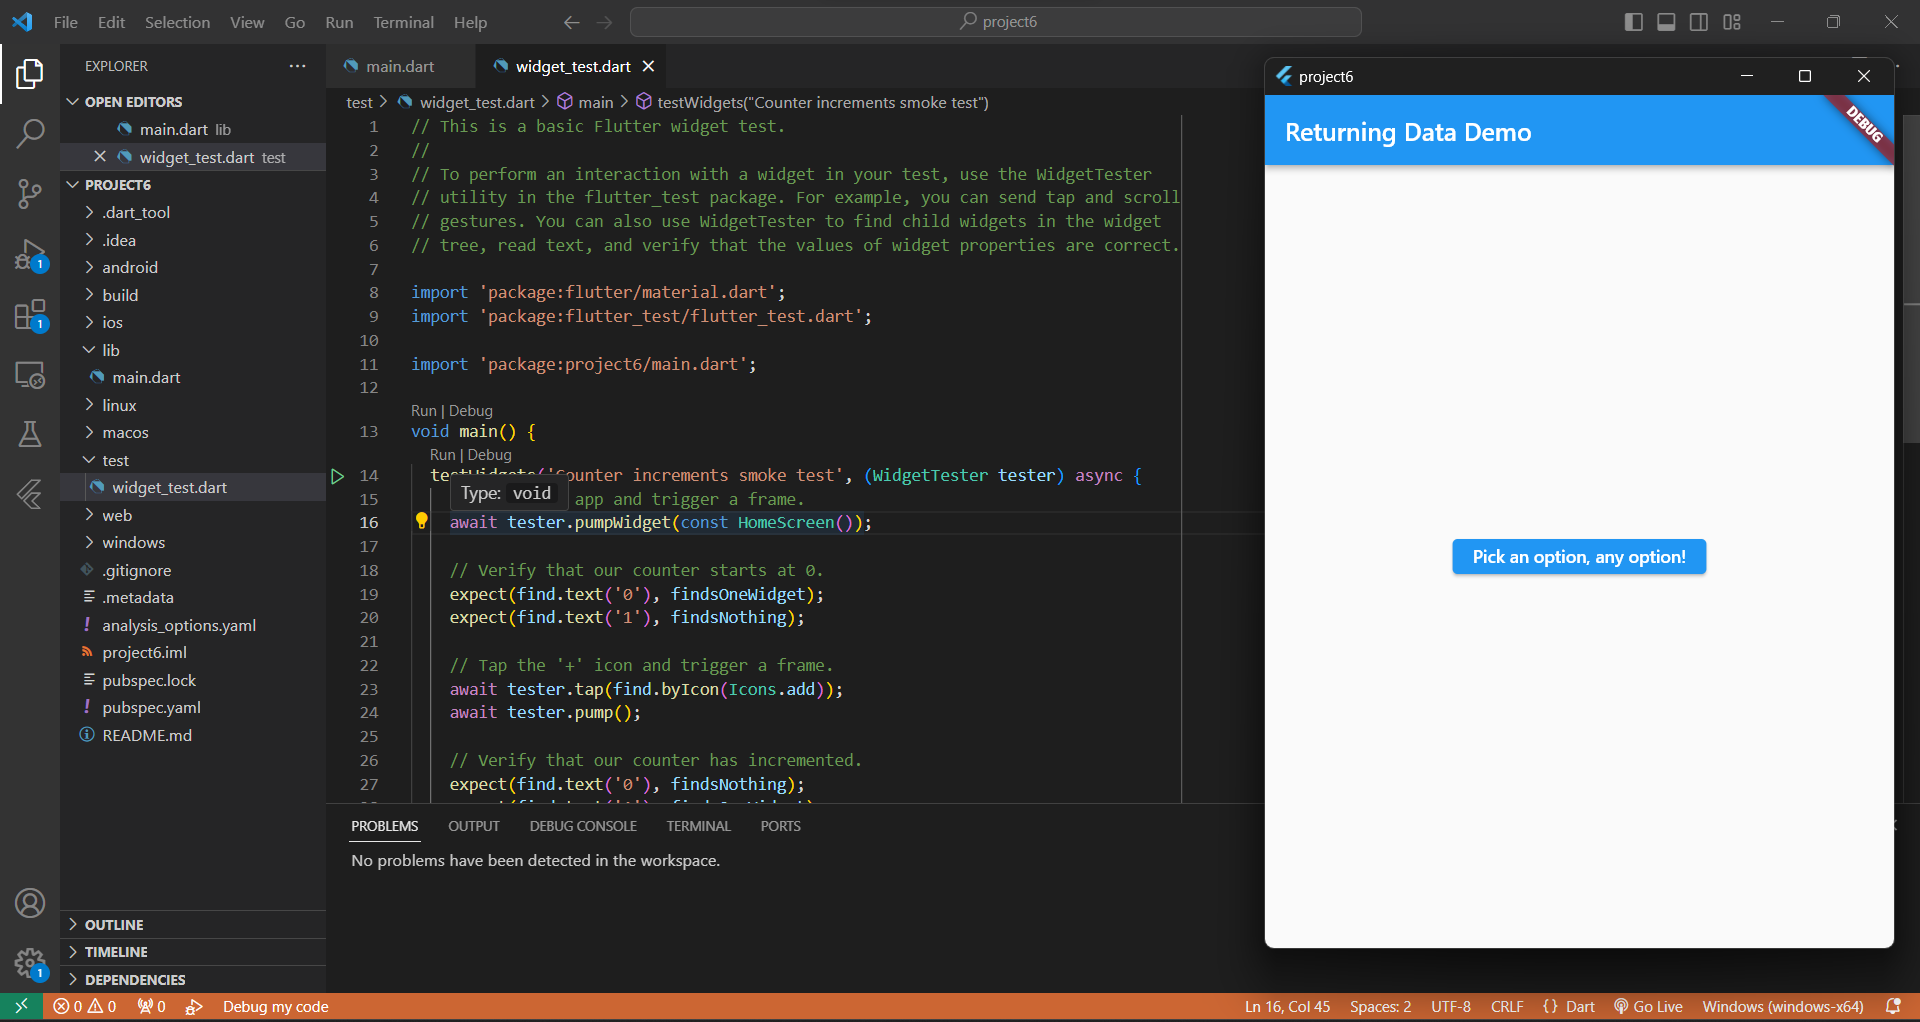 File Edit Selection View Go Run Terminal Help
project6
EXPLORER
OPEN EDITORS
main.dart lib
widget_test.dart test
PROJECT6
.dart_tool
.idea
android
build
ios
lib
main.dart
linux
macos
test
widget_test.dart
web
windows
.gitignore
.metadata
analysis_options.yaml
project6.iml
pubspec.lock
pubspec.yaml
README.md
OUTLINE
TIMELINE
DEPENDENCIES
1
1
1
main.dart
widget_test.dart
test > widget_test.dart > main > testWidgets("Counter increments smoke test")
1 // This is a basic Flutter widget test.
2 //
3 // To perform an interaction with a widget in your test, use the WidgetTester
4 // utility in the flutter_test package. For example, you can send tap and scroll
5 // gestures. You can also use WidgetTester to find child widgets in the widget
6 // tree, read text, and verify that the values of widget properties are correct.
7
8 import 'package:flutter/material.dart';
9 import 'package:flutter_test/flutter_test.dart';
10
11 import 'package:project6/main.dart';
12
Run | Debug
13 void main() {
Run | Debug
14 testWidgets('Counter increments smoke test', (WidgetTester tester) async {
Type: void
15 app and trigger a frame.
16 await tester.pumpWidget(const HomeScreen());
17
18 // Verify that our counter starts at 0.
19 expect(find.text('0'), findsOneWidget);
20 expect(find.text('1'), findsNothing);
21
22 // Tap the '+' icon and trigger a frame.
23 await tester.tap(find.byIcon(Icons.add));
24 await tester.pump();
25
26 // Verify that our counter has incremented.
27 expect(find.text('0'), findsNothing);
PROBLEMS OUTPUT DEBUG CONSOLE TERMINAL PORTS
No problems have been detected in the workspace.
project6
Returning Data Demo
DEBUG
Pick an option, any option!
0 0 0 Debug my code
Ln 16, Col 45 Spaces: 2 UTF-8 CRLF {} Dart Go Live Windows (windows-x64)